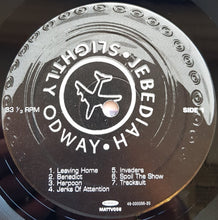 JEBEDIAH
SLIGHTLY ODWAY
33 ⅓ RPM
SIDE
1. Leaving Home
2. Benedict
3. Harpoon
4. Jerks Of Attention
5. Invaders
6. Spoil The Show
7. Tracksuit
MATTV056